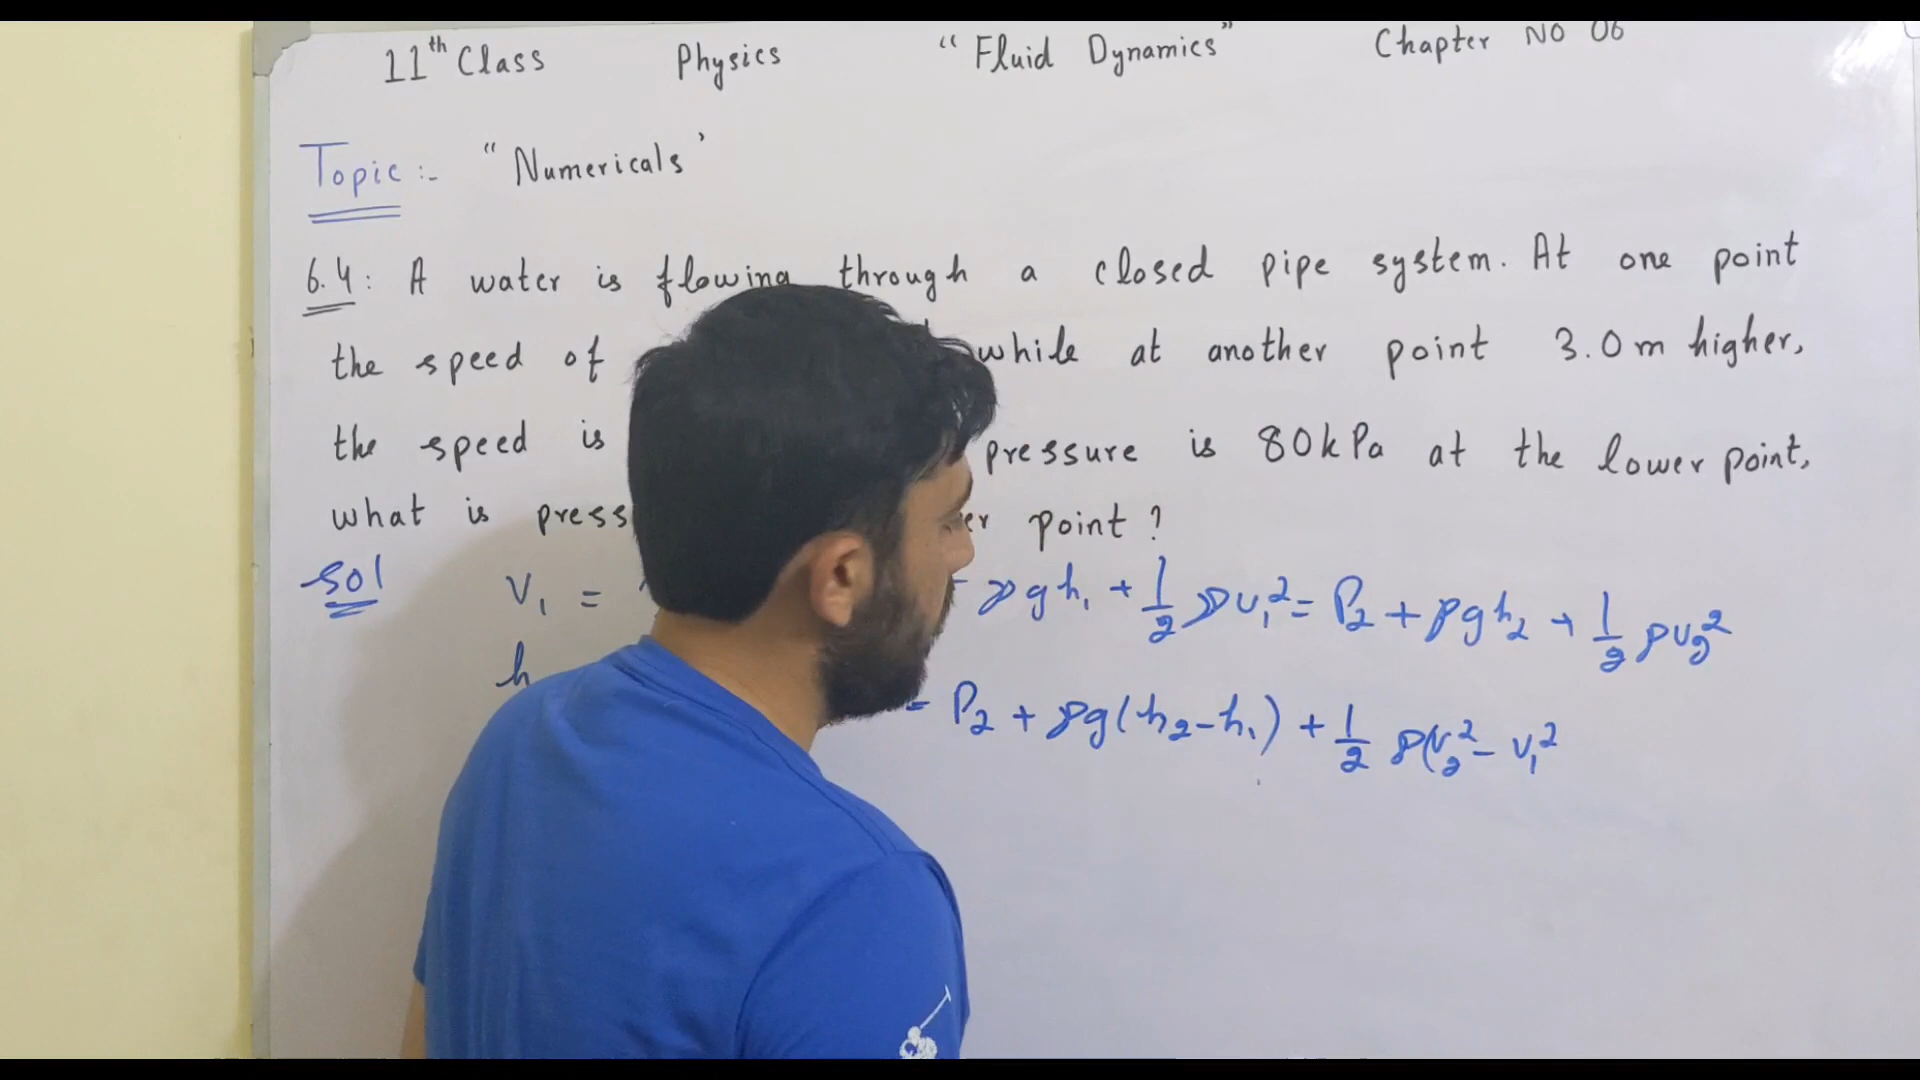 11th Class Physics “Fluid Dynamics” Chapter NO 06
Topic :- “Numericals’
6.4: A water is flowing through a closed pipe system. At one point
the speed of while at another point 3.0 m higher,
the speed is pressure is 80kPa at the lower point,
what is point ?
Sol V₁ = ρgh₁ + 1/2 ρv₁² = P₂ + ρgh₂ + 1/2 ρv₂²
h = P₂ + ρg(h₂-h₁) + 1/2 ρ(v₂² - v₁²